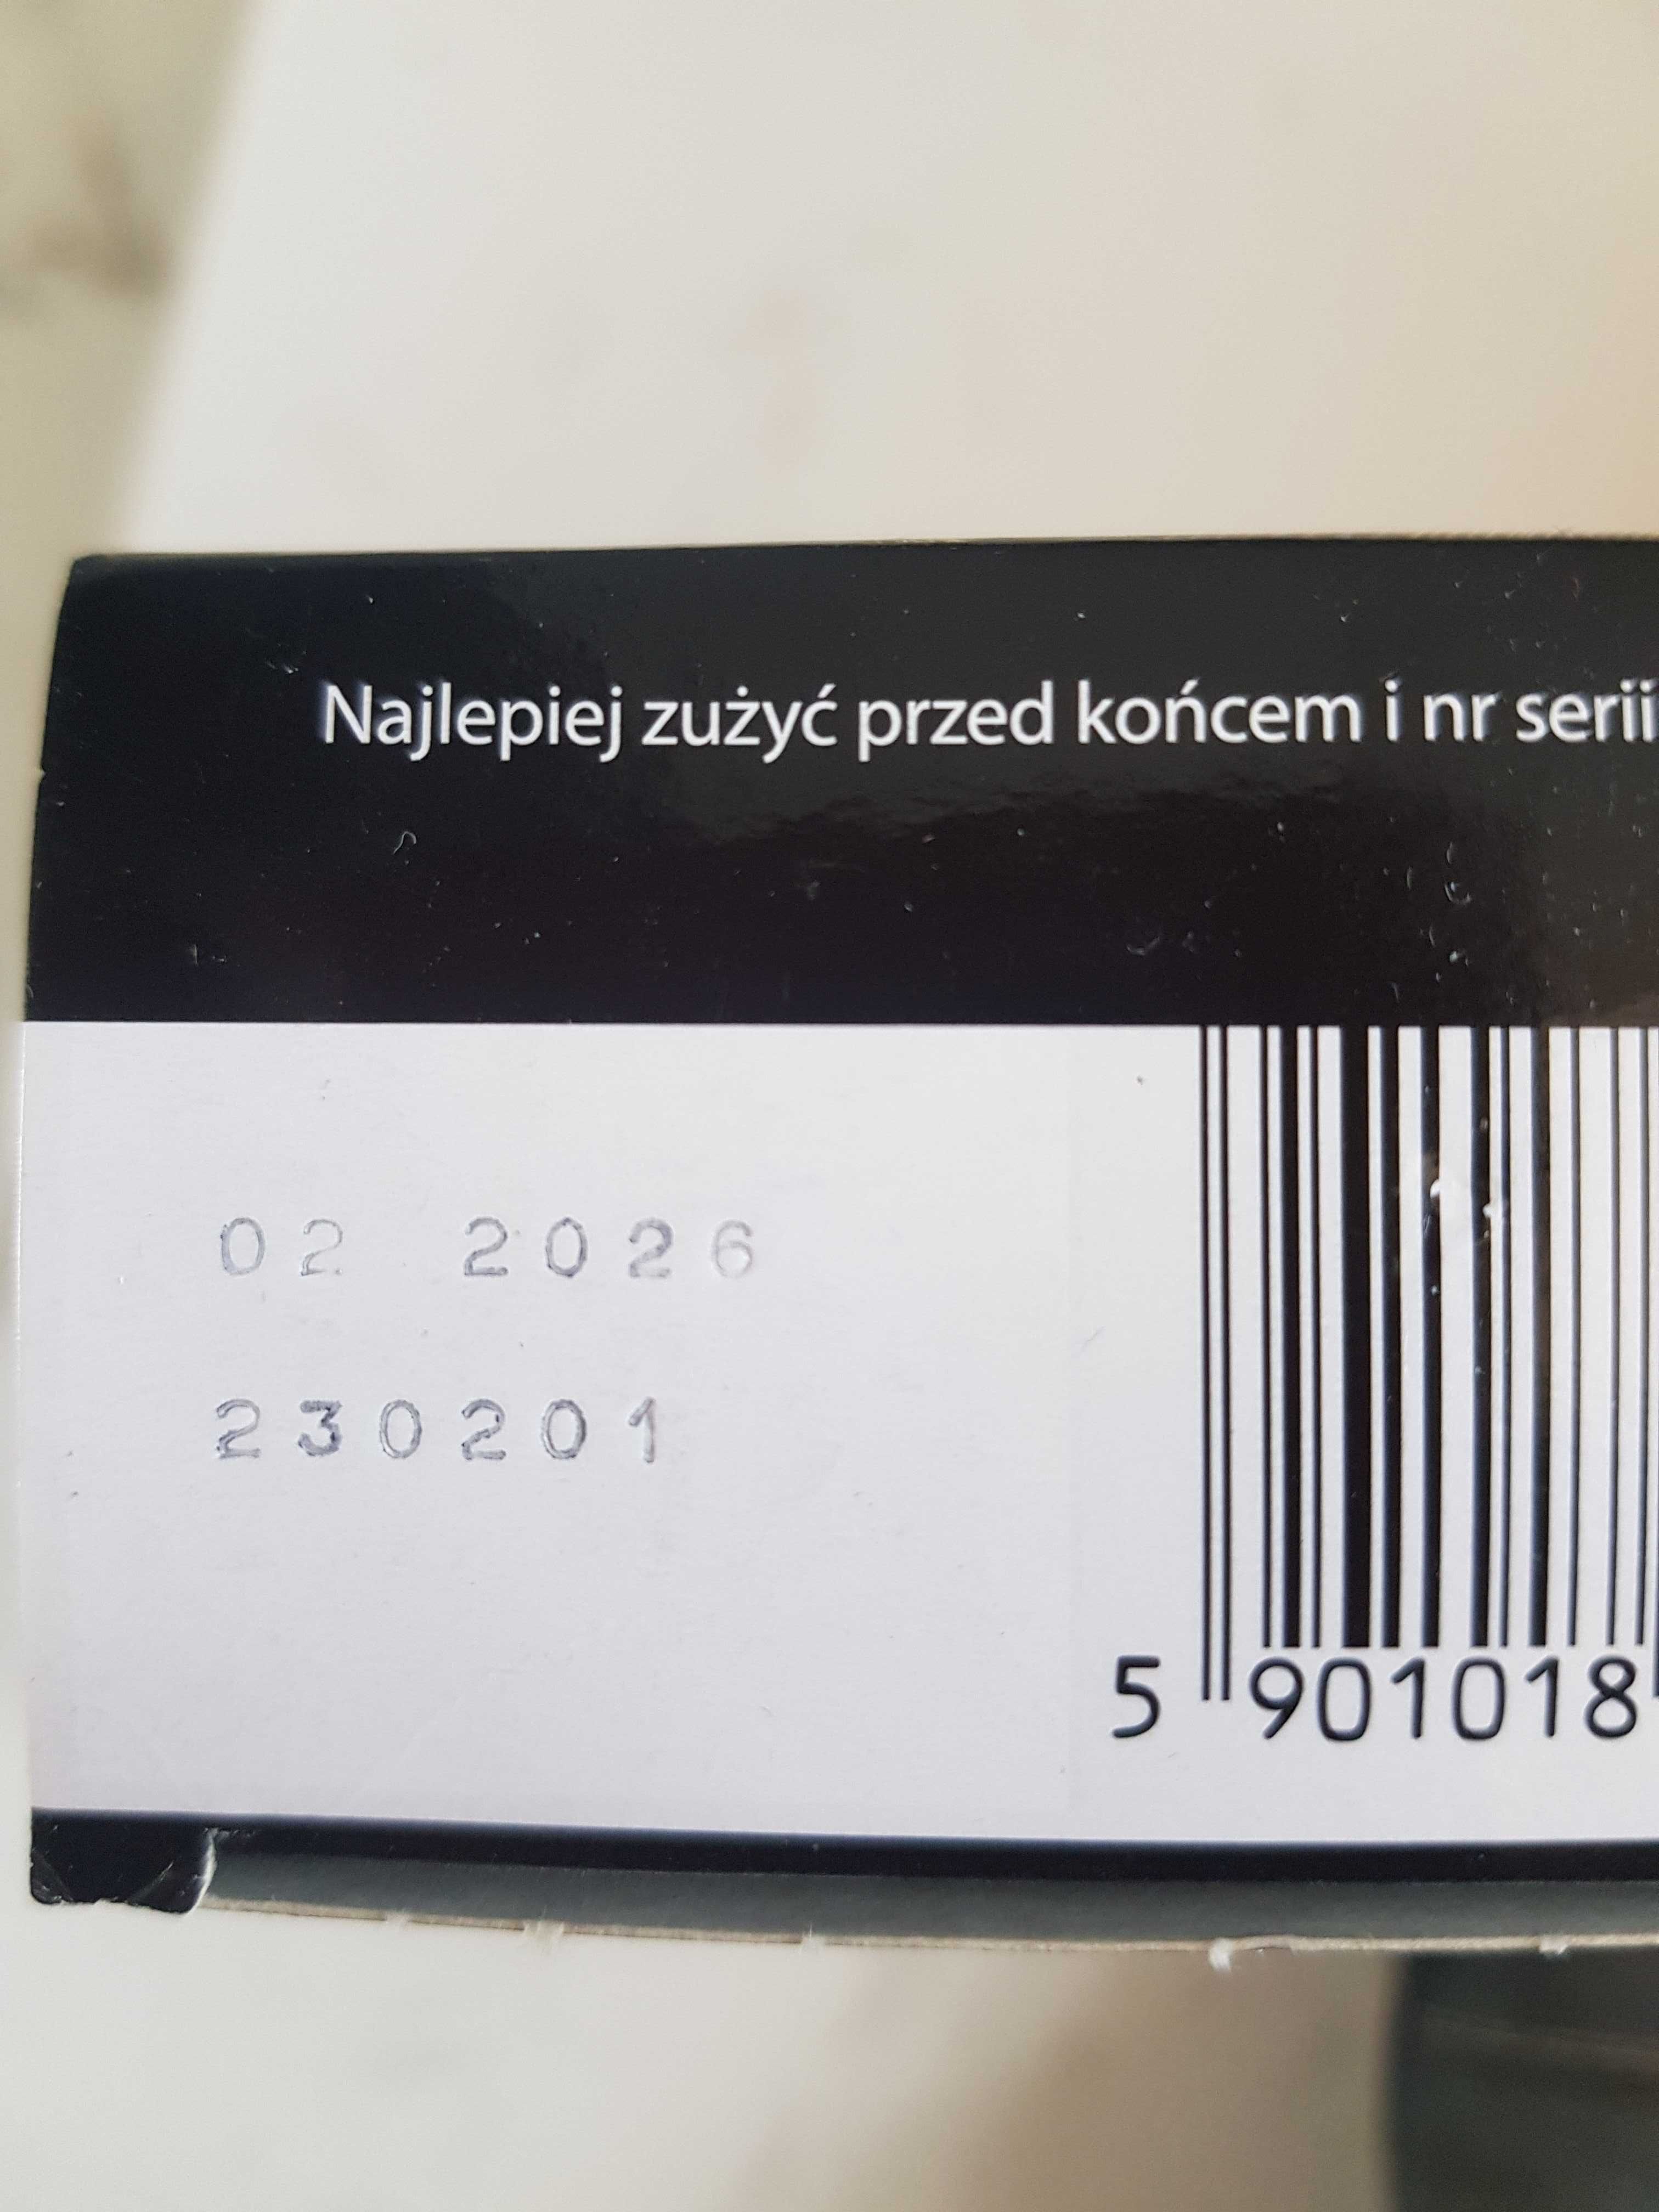 Najlepiej zużyć przed końcem i nr serii
02 2026
230201
5 901018